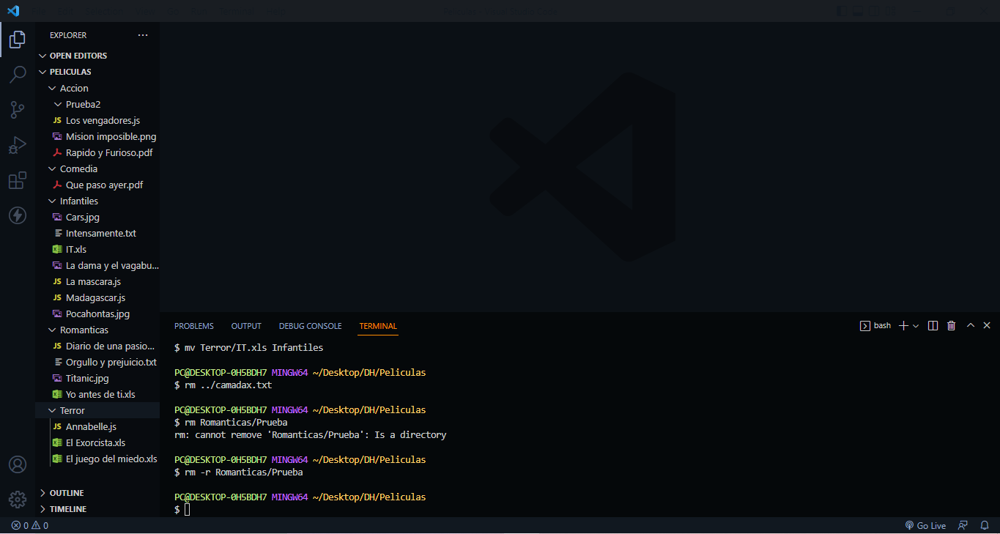 EXPLORER
OPEN EDITORS
PELICULAS
Accion
Prueba2
JS Los vengadores.js
Mision imposible.png
Rapido y Furioso.pdf
Comedia
Que paso ayer.pdf
Infantiles
Cars.jpg
Intensamente.txt
IT.xls
La dama y el vagabu...
JS La mascara.js
JS Madagascar.js
Pocahontas.jpg
Romanticas
JS Diario de una pasio...
Orgullo y prejuicio.txt
Titanic.jpg
Yo antes de ti.xls
Terror
JS Annabelle.js
El Exorcista.xls
El juego del miedo.xls
OUTLINE
TIMELINE
PROBLEMS OUTPUT DEBUG CONSOLE TERMINAL bash
$ mv Terror/IT.xls Infantiles
PC@DESKTOP-0H5BDH7 MINGW64 ~/Desktop/DH/Peliculas
$ rm ../camadax.txt
PC@DESKTOP-0H5BDH7 MINGW64 ~/Desktop/DH/Peliculas
$ rm Romanticas/Prueba
rm: cannot remove 'Romanticas/Prueba': Is a directory
PC@DESKTOP-0H5BDH7 MINGW64 ~/Desktop/DH/Peliculas
$ rm -r Romanticas/Prueba
PC@DESKTOP-0H5BDH7 MINGW64 ~/Desktop/DH/Peliculas
$
0 0 Go Live